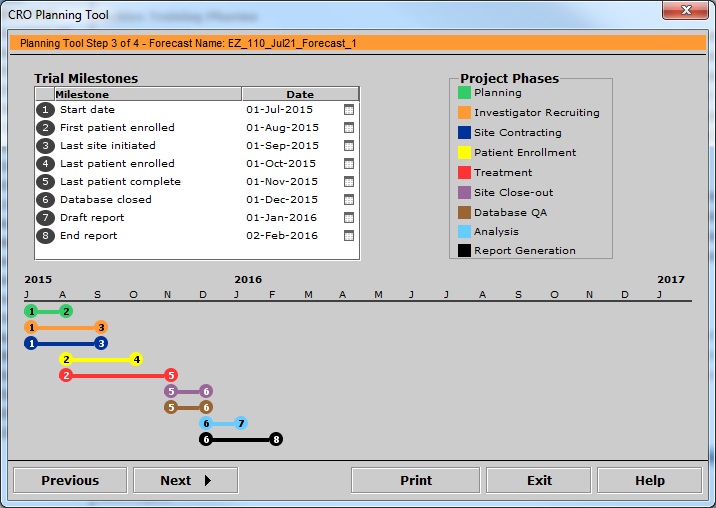 CRO Planning Tool
Planning Tool Step 3 of 4 - Forecast Name: EZ_110_Jul21_Forecast_1
Trial Milestones
Milestone Date
1 Start date 01-Jul-2015
2 First patient enrolled 01-Aug-2015
3 Last site initiated 01-Sep-2015
4 Last patient enrolled 01-Oct-2015
5 Last patient complete 01-Nov-2015
6 Database closed 01-Dec-2015
7 Draft report 01-Jan-2016
8 End report 02-Feb-2016
Project Phases
Planning
Investigator Recruiting
Site Contracting
Patient Enrollment
Treatment
Site Close-out
Database QA
Analysis
Report Generation
2015 2016 2017
J A S O N D J F M A M J J A S O N D J
1 2
1 3
1 3
2 4
2 5
5 6
5 6
6 7
6 8
Previous Next Print Exit Help